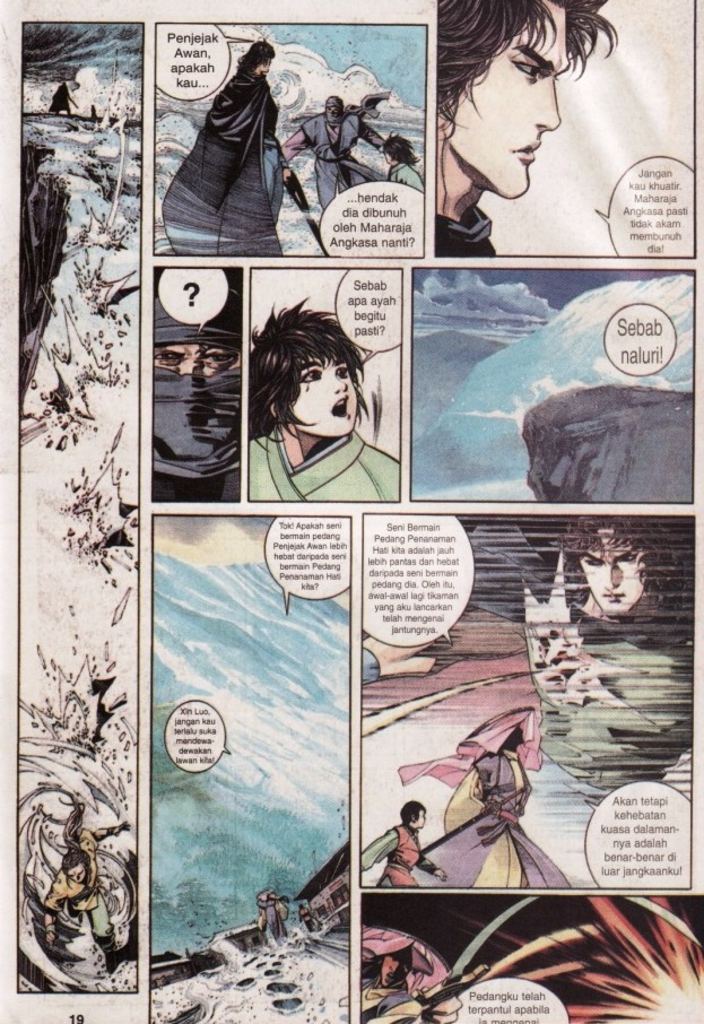 Penjejak
Awan,
apakah
kau...
...hendak
dia dibunuh
oleh Maharaja
Angkasa nanti?
Jangan
kau khuatir.
Maharaja
Angkasa pasti
tidak akam
membunuh
dia!
?
Sebab
apa ayah
begitu
pasti?
Sebab
naluri!
Tok! Apakah seni
bermain pedang
Penjejak Awan lebih
hebat daripada seni
bermain Pedang
Penanaman Hati
kita?
Xin Luo,
jangan kau
terlalu suka
mendewa-
dewakan
lawan kita!
Seni Bermain
Pedang Penanaman
Hati kita adalah jauh
lebih pantas dan hebat
daripada seni bermain
pedang dia. Oleh itu,
awal-awal lagi tikaman
yang aku lancarkan
telah mengenai
jantungnya.
Akan tetapi
kehebatan
kuasa dalaman-
nya adalah
benar-benar di
luar jangkaanku!
Pedangku telah
tertumpu apabila
ia mengenai
19